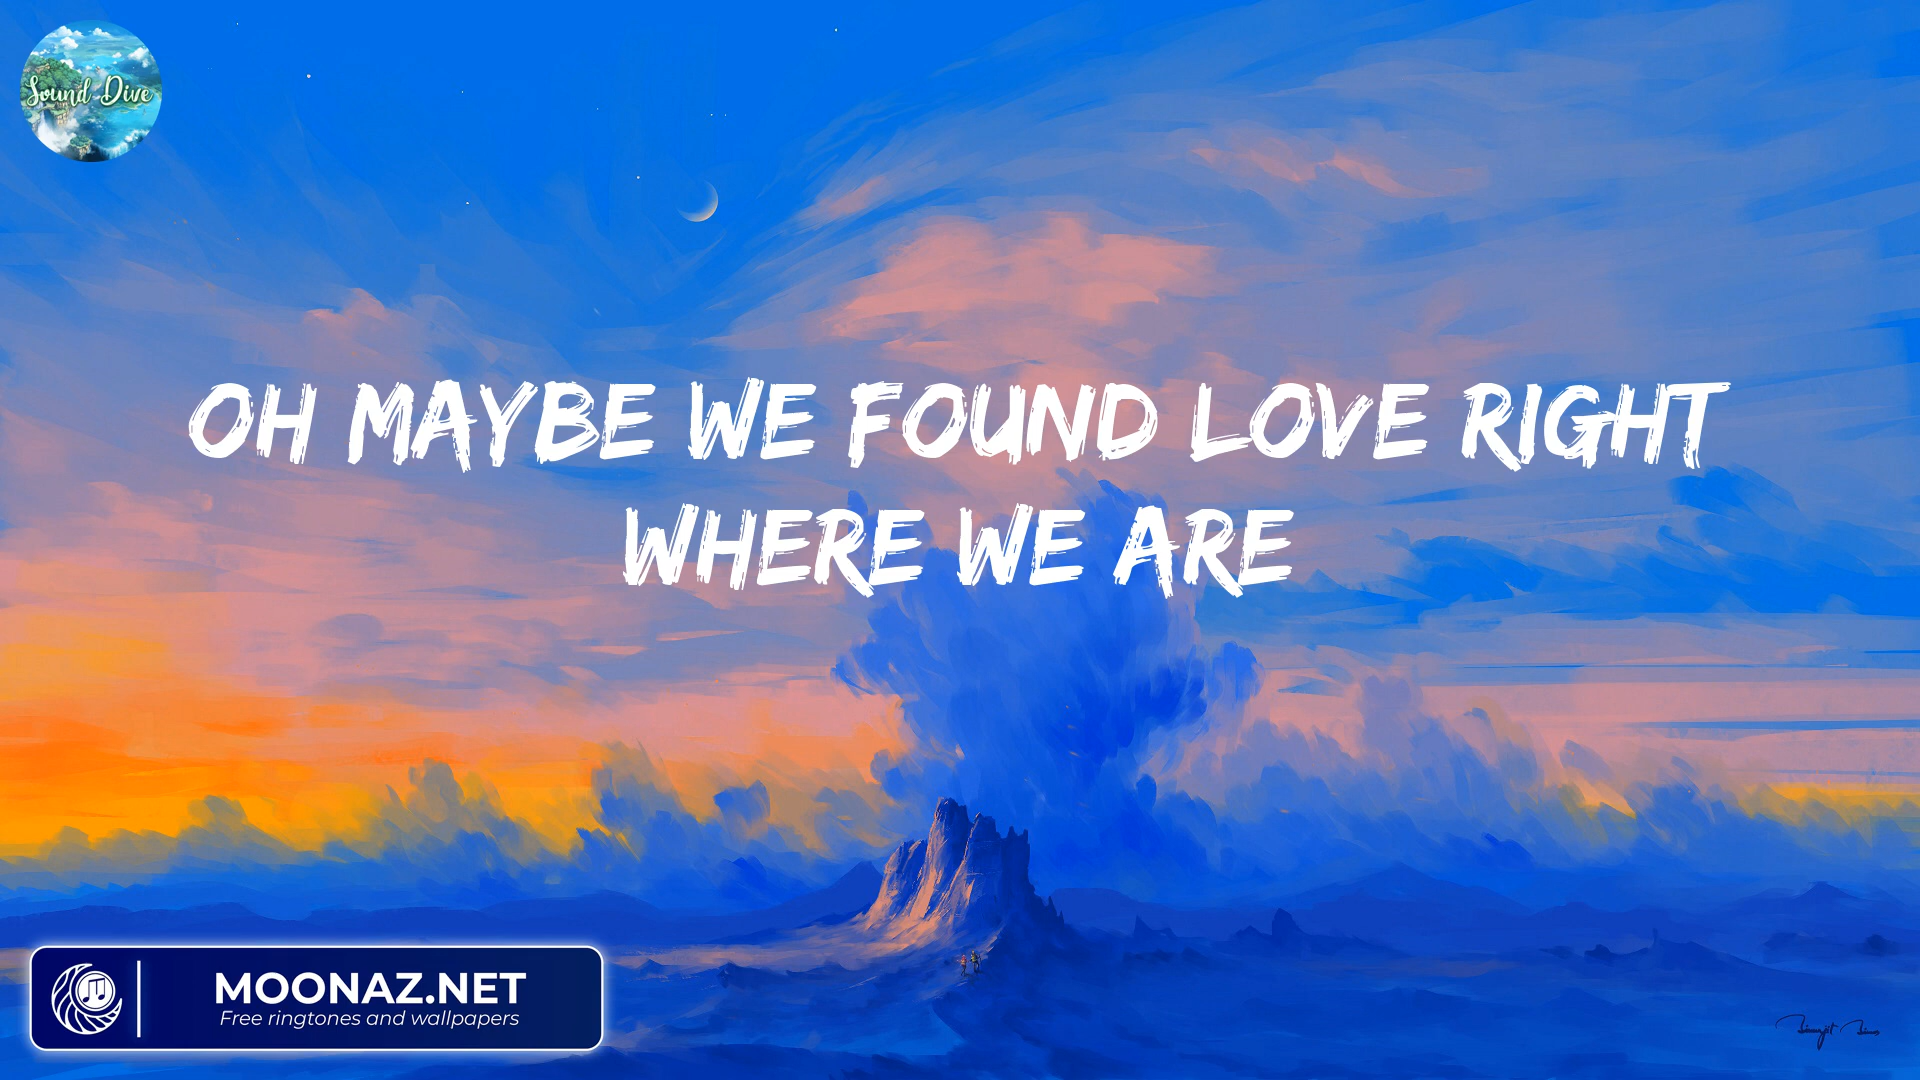 Sound Dive
OH MAYBE WE FOUND LOVE RIGHT
WHERE WE ARE
MOONAZ.NET
Free ringtones and wallpapers